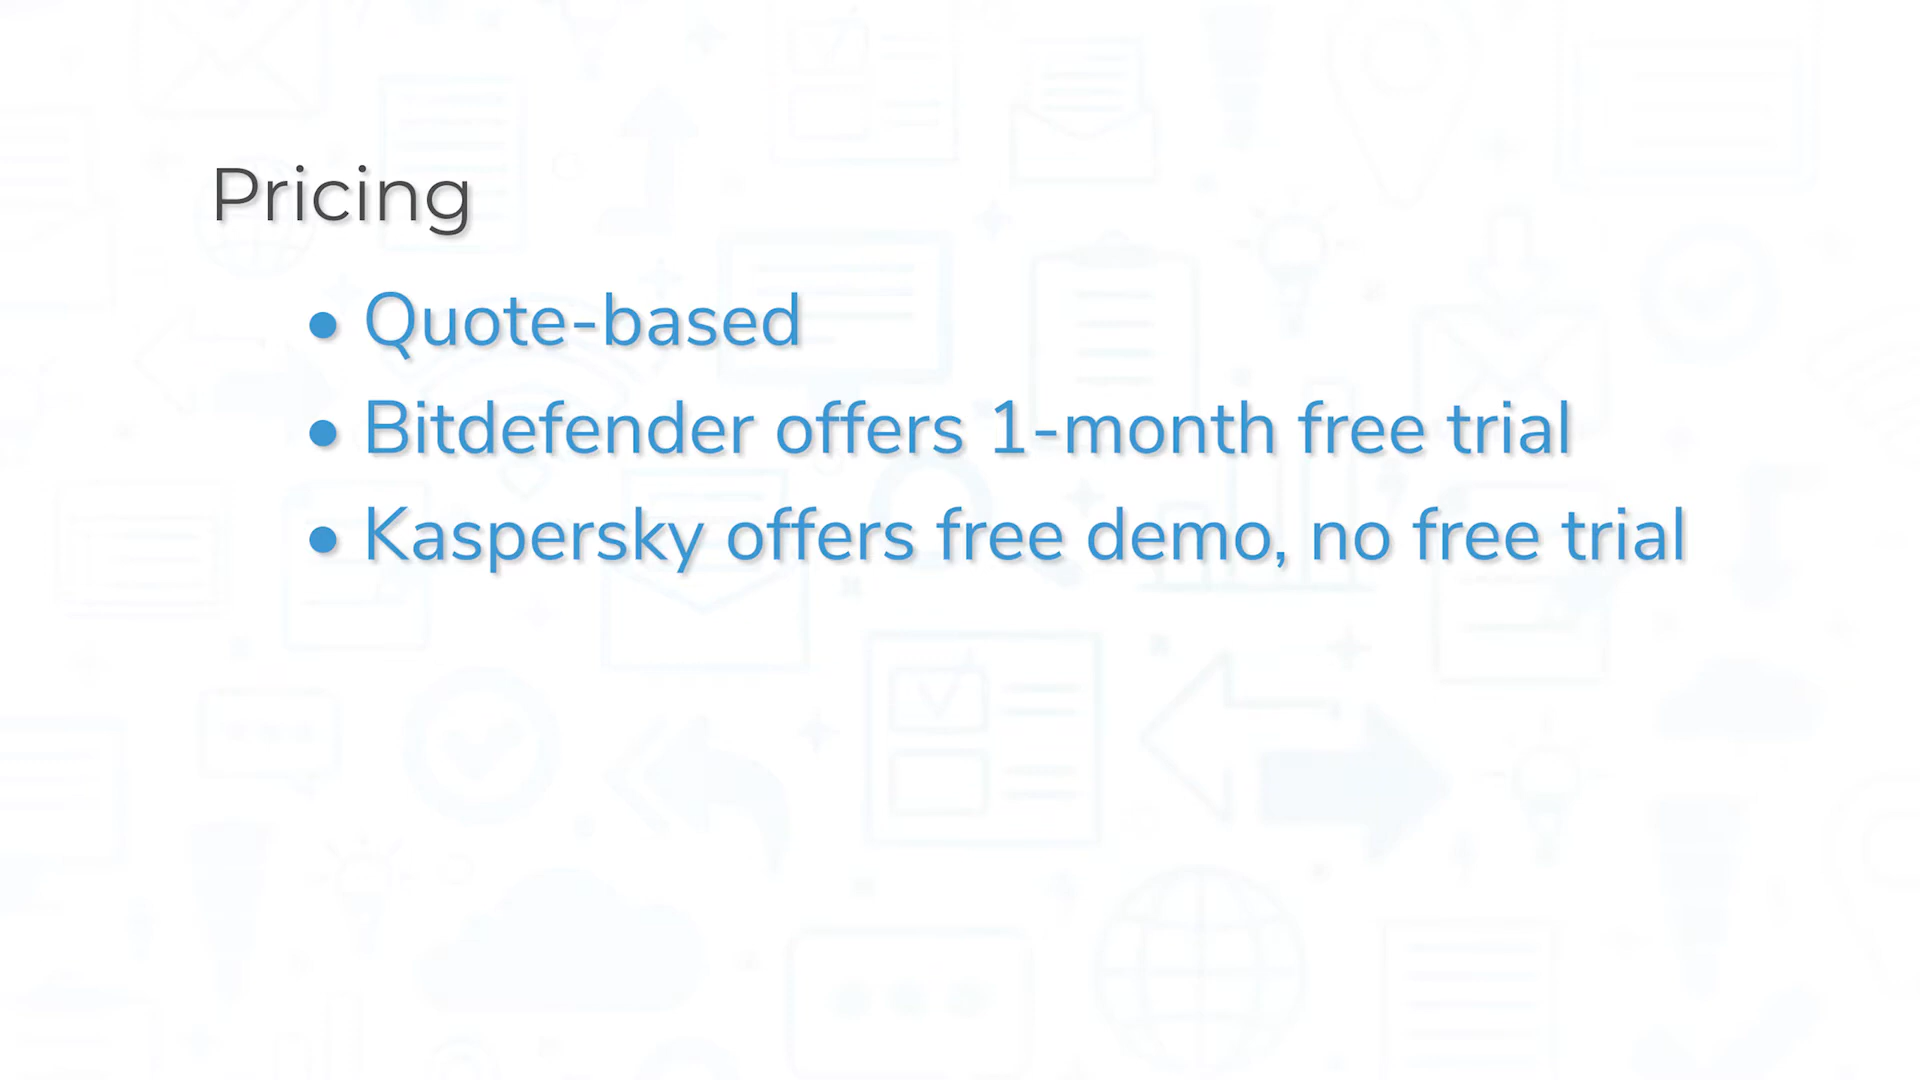 Pricing
• Quote-based
• Bitdefender offers 1-month free trial
• Kaspersky offers free demo, no free trial